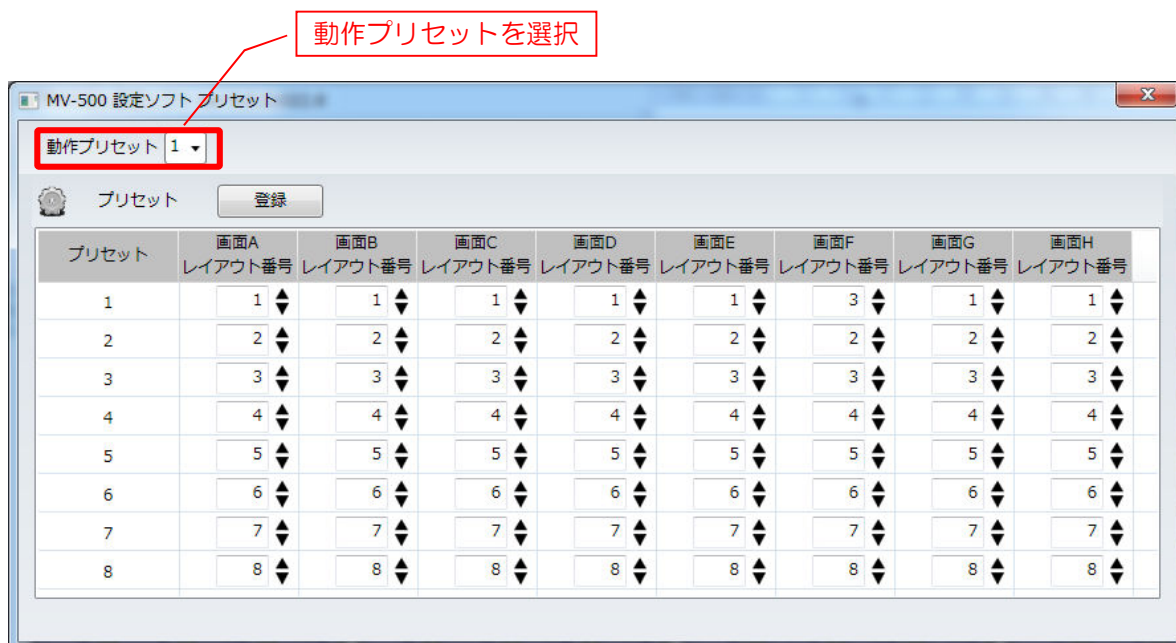 動作プリセットを選択
MV-500 設定ソフト プリセット
動作プリセット 1
プリセット 登録
プリセット 画面A レイアウト番号 画面B レイアウト番号 画面C レイアウト番号 画面D レイアウト番号 画面E レイアウト番号 画面F レイアウト番号 画面G レイアウト番号 画面H レイアウト番号
1 1 1 1 1 1 3 1 1
2 2 2 2 2 2 2 2 2
3 3 3 3 3 3 3 3 3
4 4 4 4 4 4 4 4 4
5 5 5 5 5 5 5 5 5
6 6 6 6 6 6 6 6 6
7 7 7 7 7 7 7 7 7
8 8 8 8 8 8 8 8 8